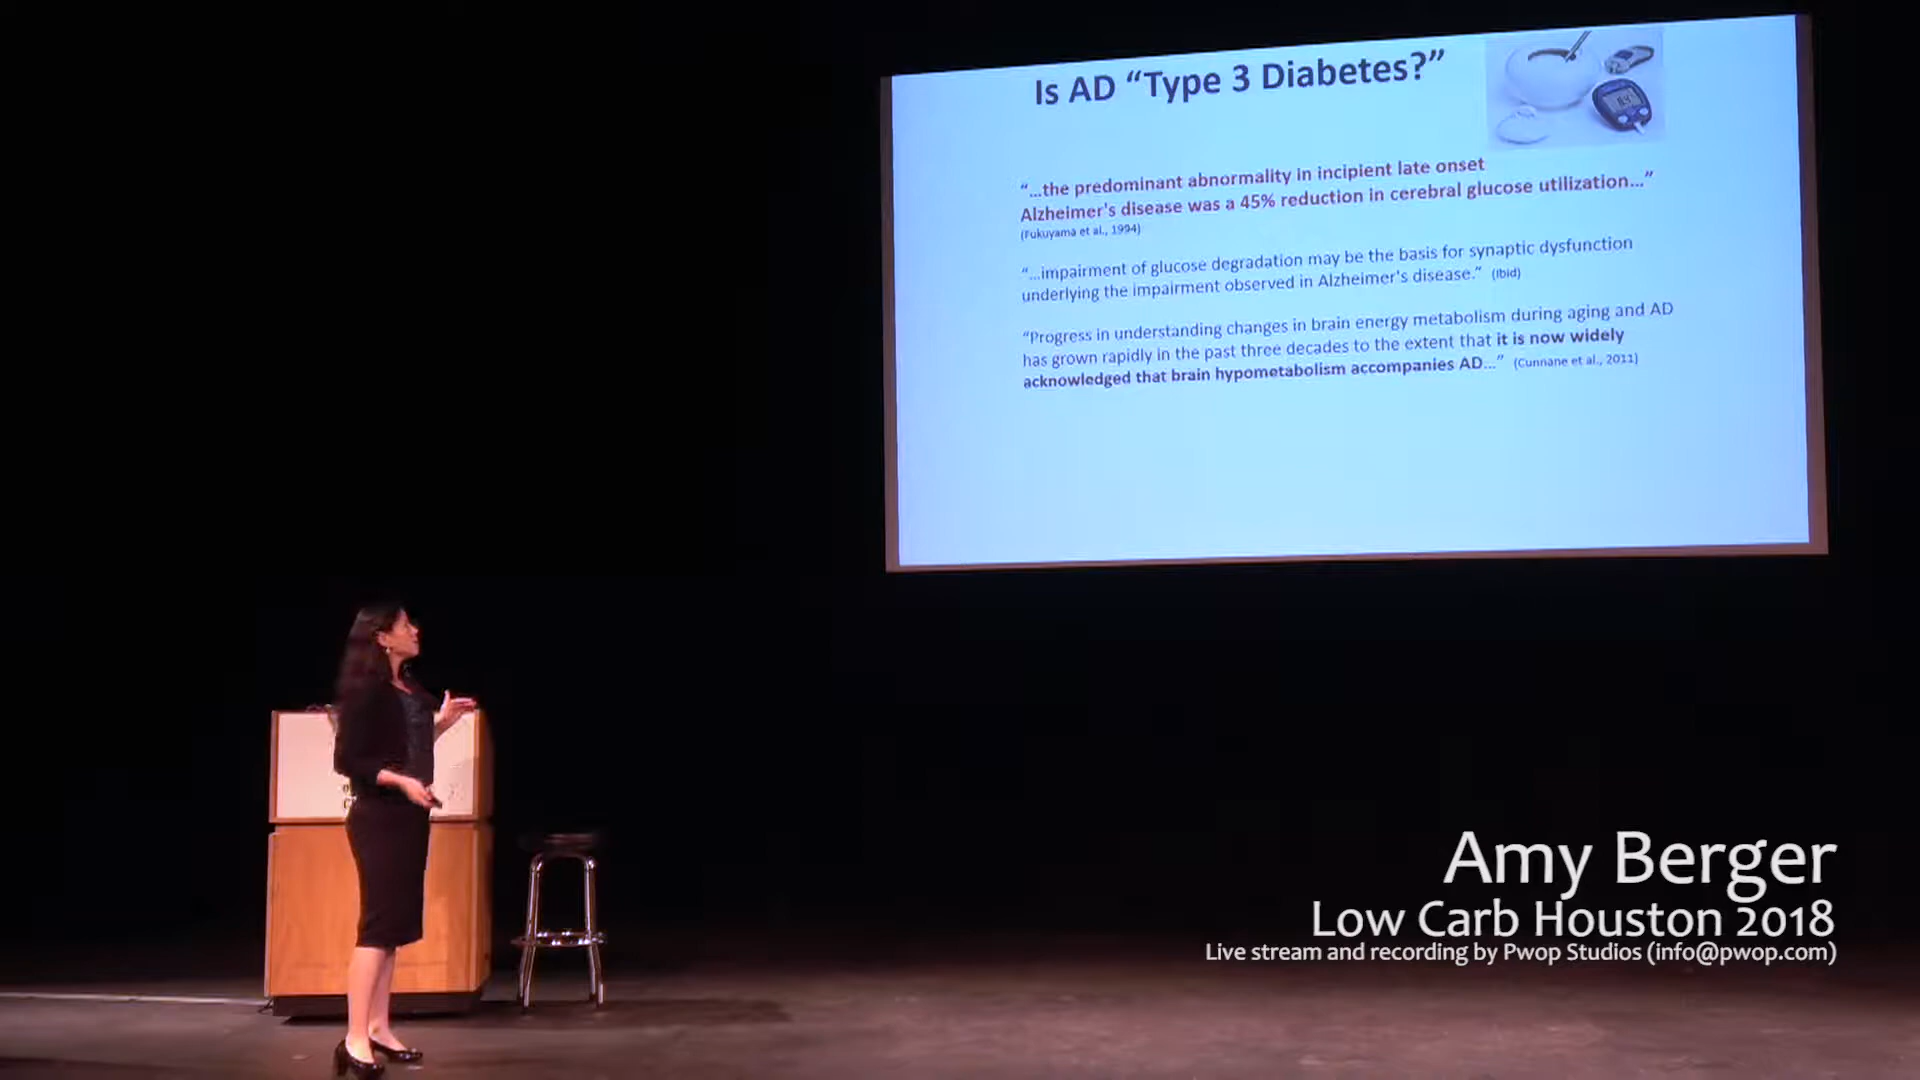 Is AD “Type 3 Diabetes?”
“...the predominant abnormality in incipient late onset
Alzheimer's disease was a 45% reduction in cerebral glucose utilization...”
(Fukuyama et al., 1994)
“...impairment of glucose degradation may be the basis for synaptic dysfunction
underlying the impairment observed in Alzheimer's disease.” (Ibid)
“Progress in understanding changes in brain energy metabolism during aging and AD
has grown rapidly in the past three decades to the extent that it is now widely
acknowledged that brain hypometabolism accompanies AD...” (Cunnane et al., 2011)
Amy Berger
Low Carb Houston 2018
Live stream and recording by Pwop Studios (info@pwop.com)